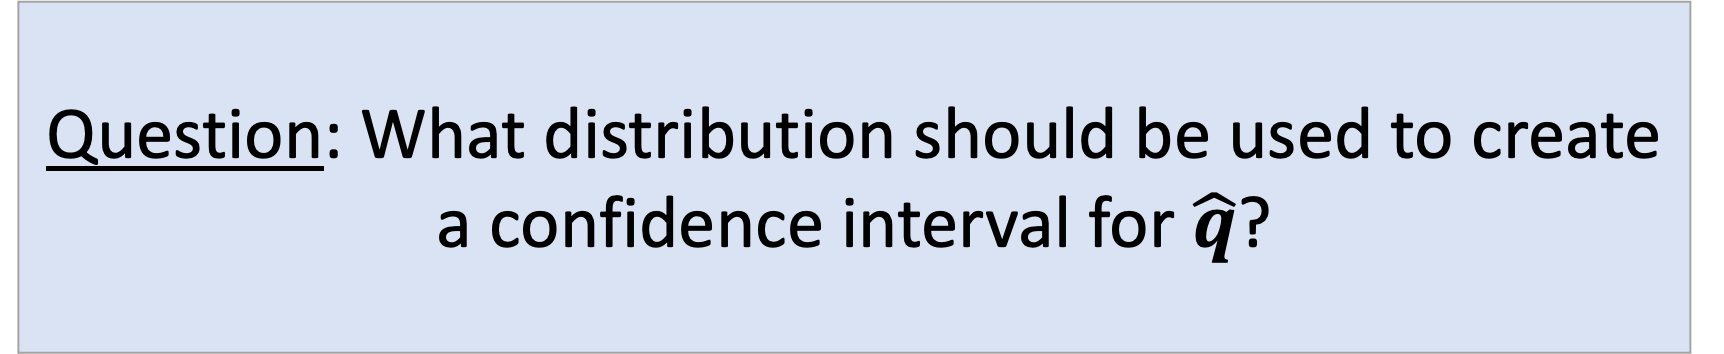 Question: What distribution should be used to create
a confidence interval for q̂?